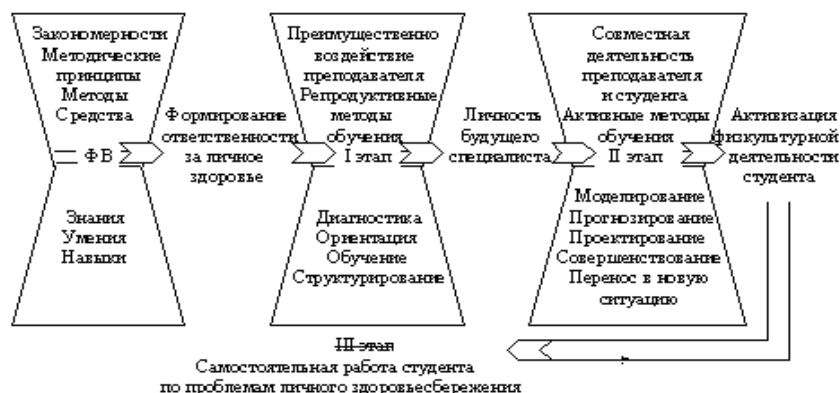 Закономерности
Методические
принципы
Методы
Средства
ФВ
Знания
Умения
Навыки
Формирование
ответственности
за личное
здоровье
Преимущественно
воздействие
преподавателя
Репродуктивные
методы
обучения
I этап
Диагностика
Ориентация
Обучение
Структурирование
Личность
будущего
специалиста
Совместная
деятельность
преподавателя
и студента
Активные методы
обучения
II этап
Моделирование
Прогнозирование
Проектирование
Совершенствование
Перенос в новую
ситуацию
Активизация
физкультурной
деятельности
студента
III этап
Самостоятельная работа студента
по проблемам личного здоровьесбережения